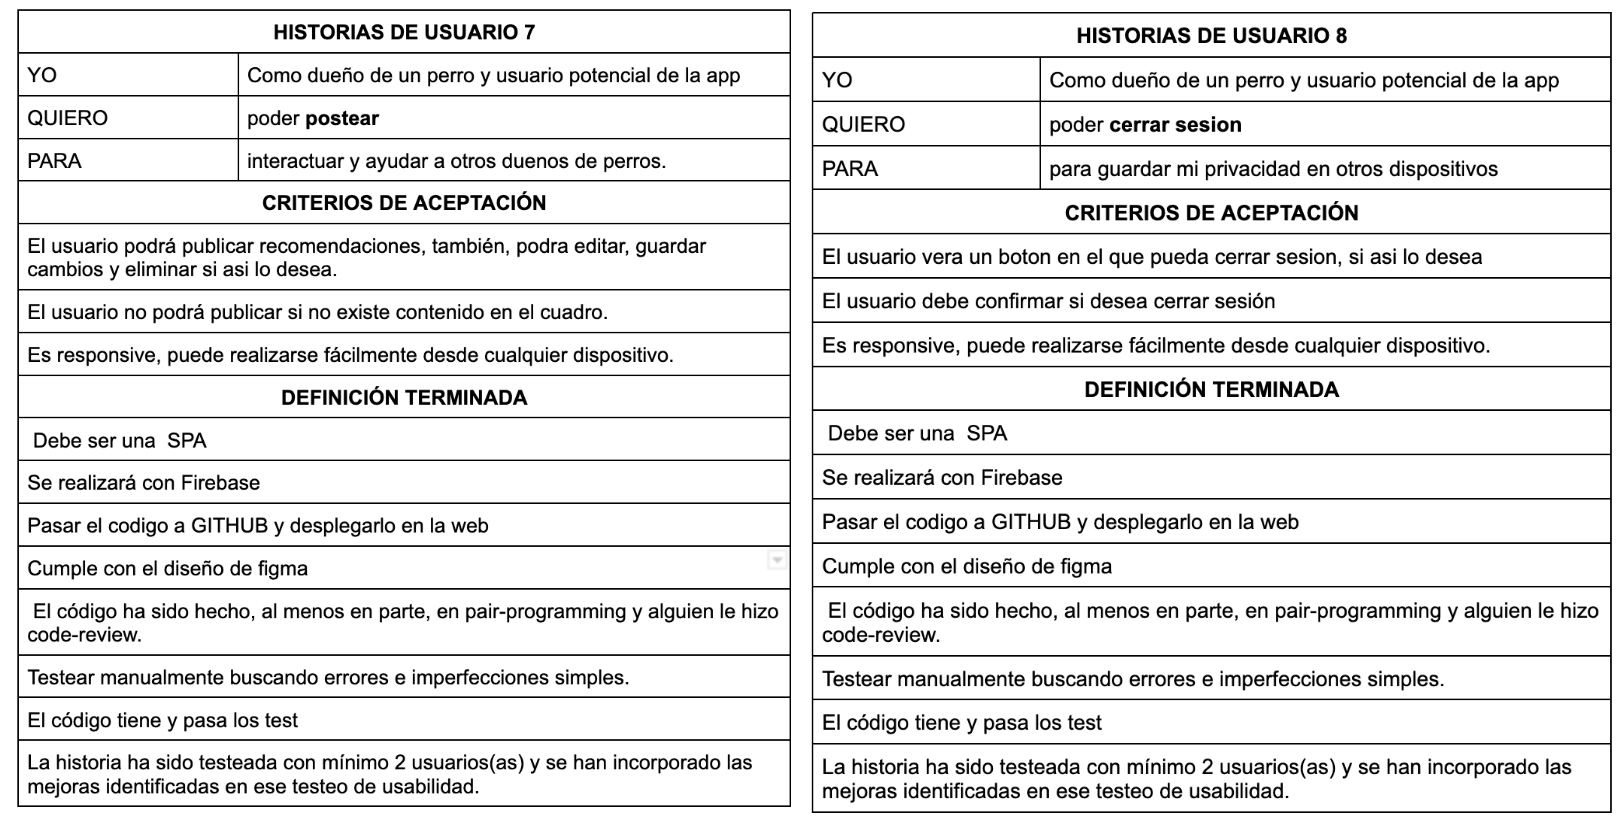 HISTORIAS DE USUARIO 7
YO
Como dueño de un perro y usuario potencial de la app
QUIERO
poder postear
PARA
interactuar y ayudar a otros duenos de perros.
CRITERIOS DE ACEPTACIÓN
El usuario podrá publicar recomendaciones, también, podra editar, guardar
cambios y eliminar si asi lo desea.
El usuario no podrá publicar si no existe contenido en el cuadro.
Es responsive, puede realizarse fácilmente desde cualquier dispositivo.
DEFINICIÓN TERMINADA
Debe ser una  SPA
Se realizará con Firebase
Pasar el codigo a GITHUB y desplegarlo en la web
Cumple con el diseño de figma
El código ha sido hecho, al menos en parte, en pair-programming y alguien le hizo
code-review.
Testear manualmente buscando errores e imperfecciones simples.
El código tiene y pasa los test
La historia ha sido testeada con mínimo 2 usuarios(as) y se han incorporado las
mejoras identificadas en ese testeo de usabilidad.
HISTORIAS DE USUARIO 8
YO
Como dueño de un perro y usuario potencial de la app
QUIERO
poder cerrar sesion
PARA
para guardar mi privacidad en otros dispositivos
CRITERIOS DE ACEPTACIÓN
El usuario vera un boton en el que pueda cerrar sesion, si asi lo desea
El usuario debe confirmar si desea cerrar sesión
Es responsive, puede realizarse fácilmente desde cualquier dispositivo.
DEFINICIÓN TERMINADA
Debe ser una  SPA
Se realizará con Firebase
Pasar el codigo a GITHUB y desplegarlo en la web
Cumple con el diseño de figma
El código ha sido hecho, al menos en parte, en pair-programming y alguien le hizo
code-review.
Testear manualmente buscando errores e imperfecciones simples.
El código tiene y pasa los test
La historia ha sido testeada con mínimo 2 usuarios(as) y se han incorporado las
mejoras identificadas en ese testeo de usabilidad.